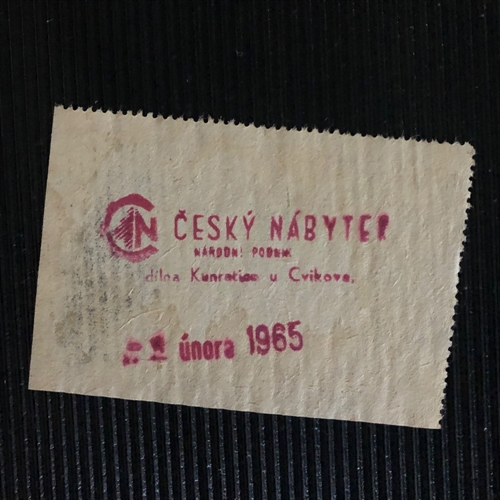 ČESKÝ NÁBYTEK
NÁRODNÍ PODNIK
dílna Kunratice u Cvikova,
února 1965